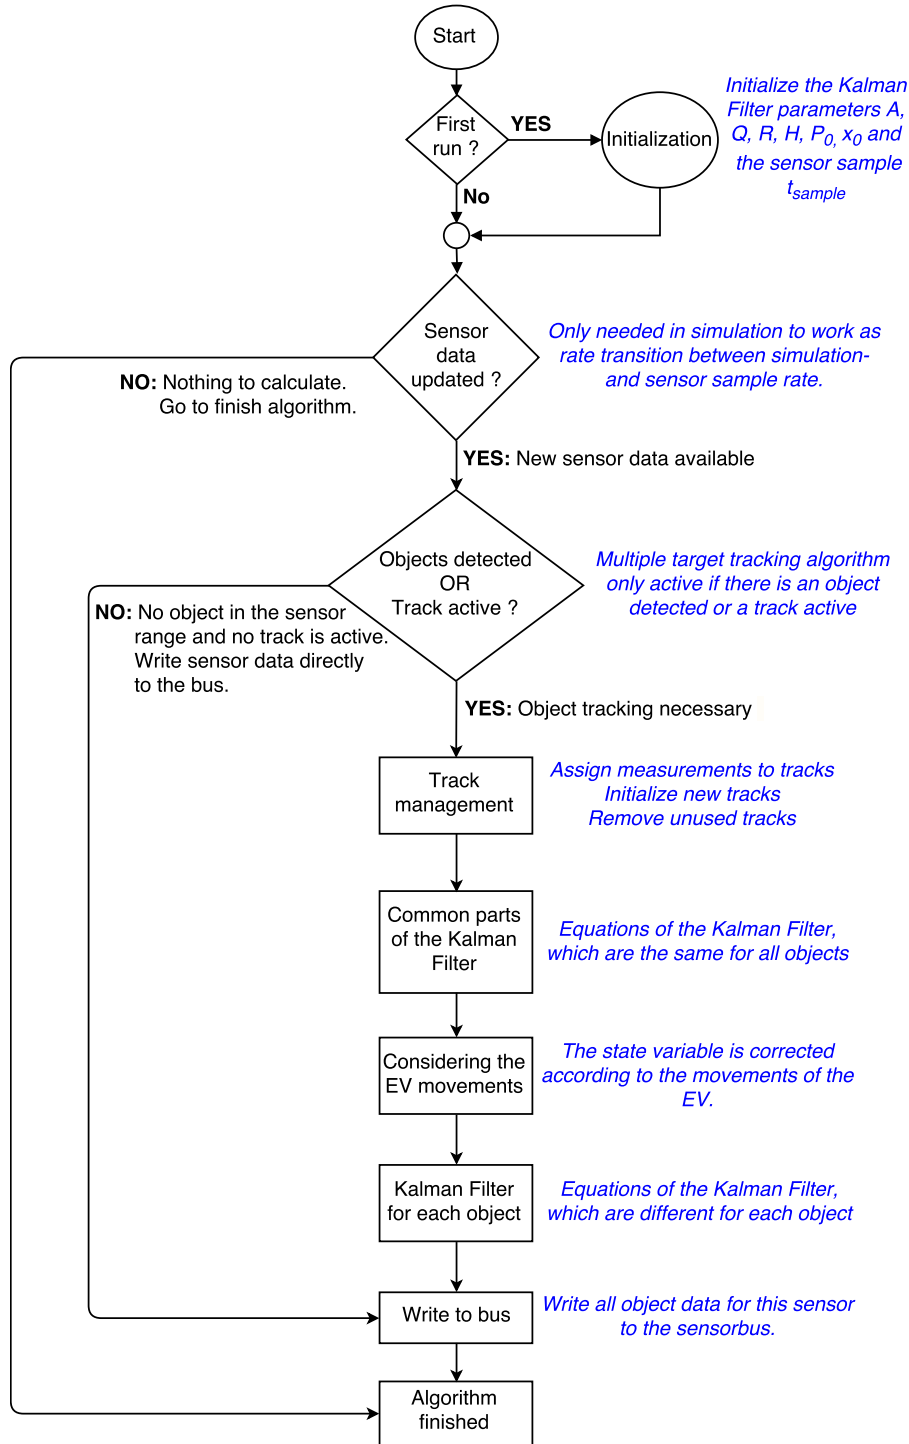 Start
First
run ?
YES
Initialization
Initialize the Kalman
Filter parameters A,
Q, R, H, P0, x0 and
the sensor sample
tsample
No
Sensor
data
updated ?
Only needed in simulation to work as
rate transition between simulation-
and sensor sample rate.
NO: Nothing to calculate.
Go to finish algorithm.
YES: New sensor data available
Objects detected
OR
Track active ?
Multiple target tracking algorithm
only active if there is an object
detected or a track active
NO: No object in the sensor
range and no track is active.
Write sensor data directly
to the bus.
YES: Object tracking necessary
Track
management
Assign measurements to tracks
Initialize new tracks
Remove unused tracks
Common parts
of the Kalman
Filter
Equations of the Kalman Filter,
which are the same for all objects
Considering the
EV movements
The state variable is corrected
according to the movements of the
EV.
Kalman Filter
for each object
Equations of the Kalman Filter,
which are different for each object
Write to bus
Write all object data for this sensor
to the sensorbus.
Algorithm
finished